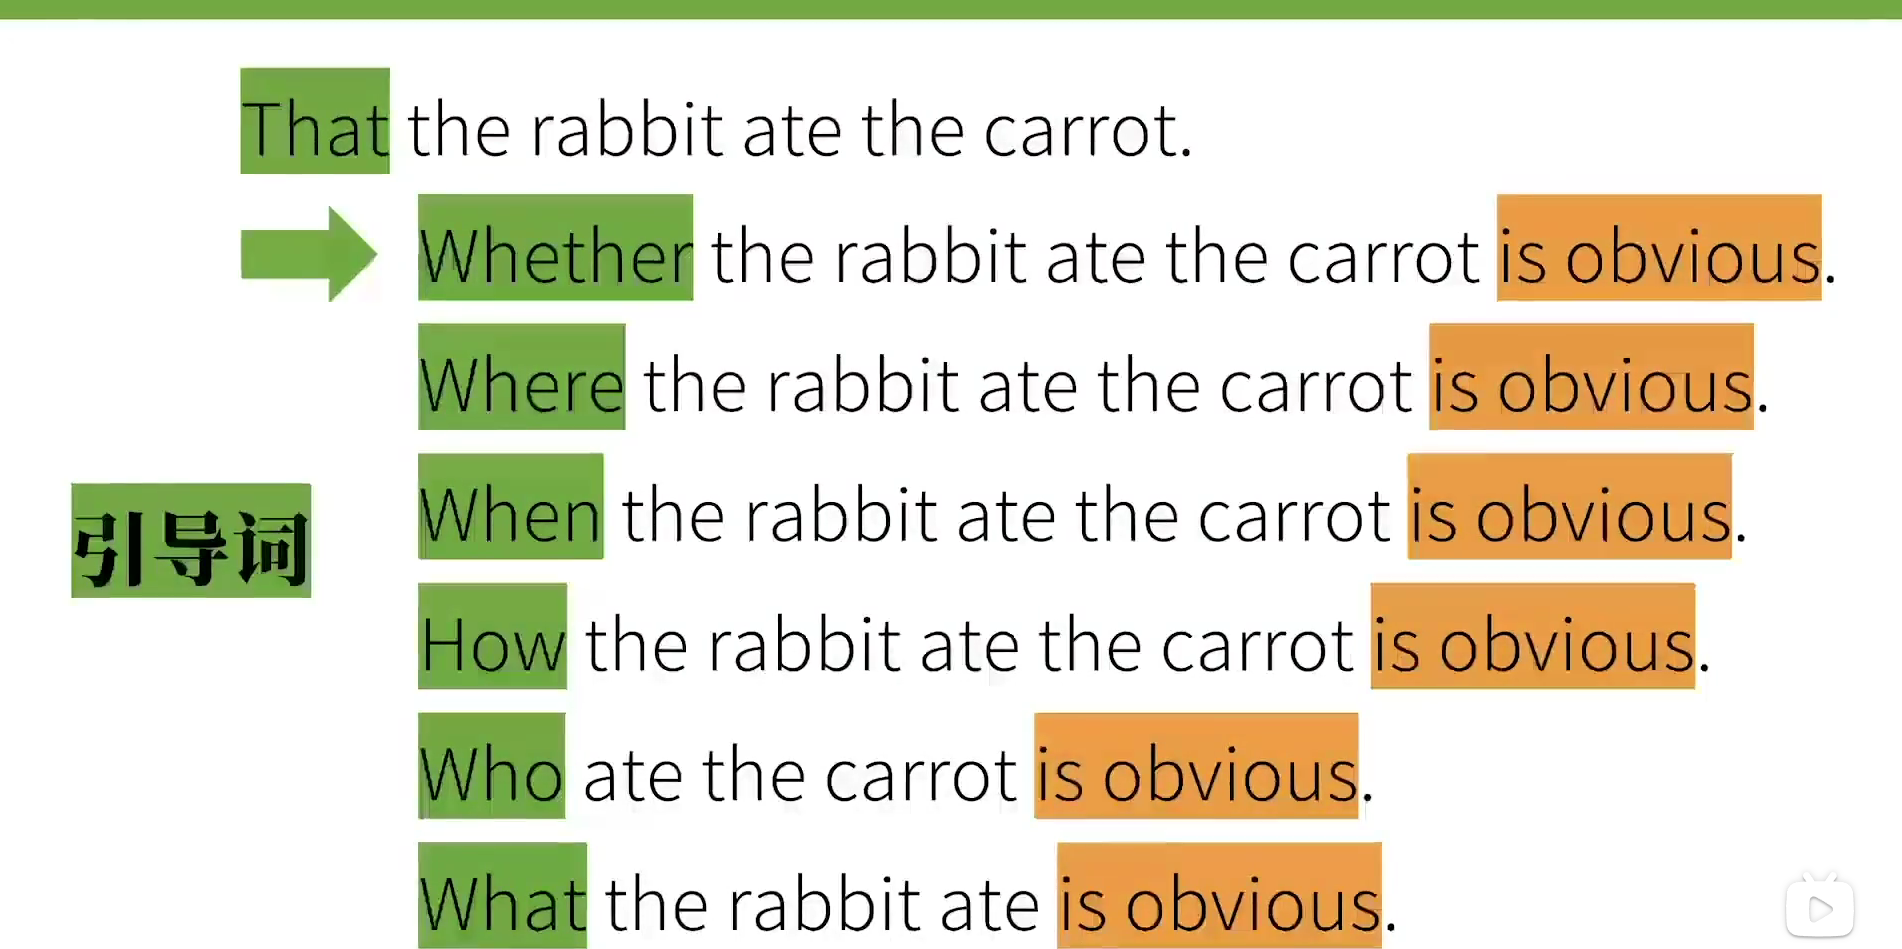 That the rabbit ate the carrot.
Whether the rabbit ate the carrot is obvious.
Where the rabbit ate the carrot is obvious.
When the rabbit ate the carrot is obvious.
引导词
How the rabbit ate the carrot is obvious.
Who ate the carrot is obvious.
What the rabbit ate is obvious.